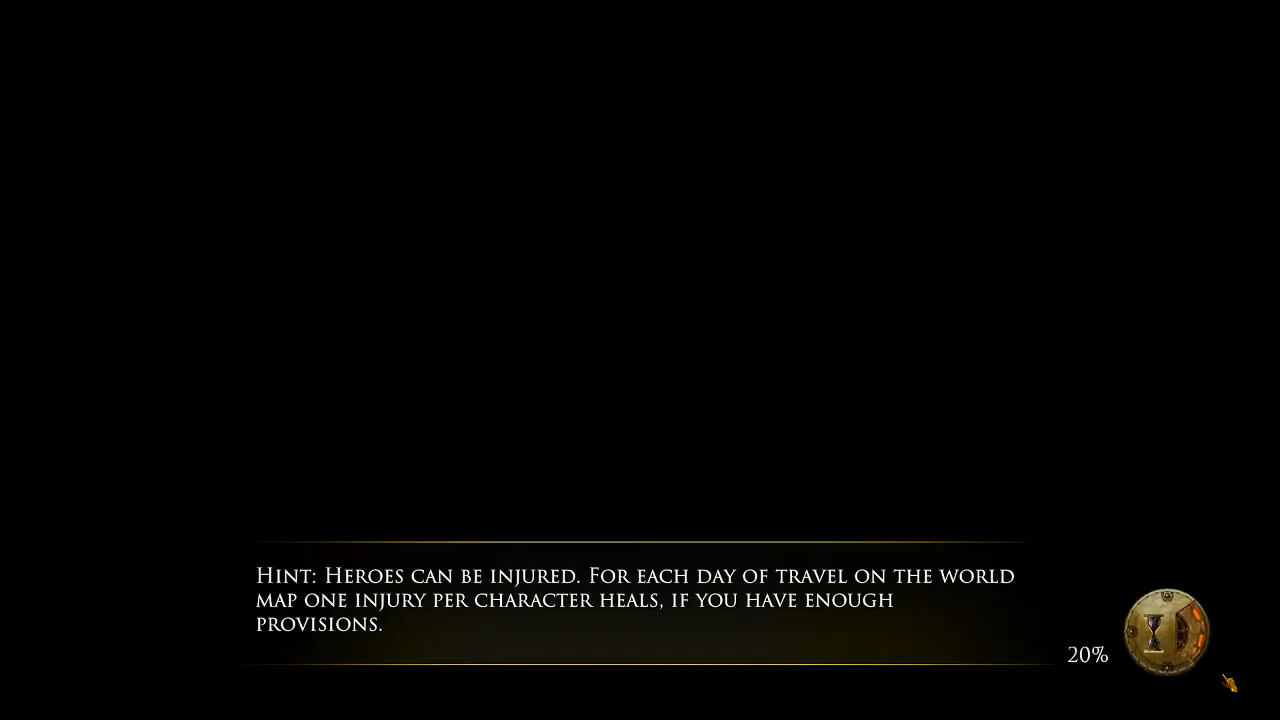 Hint: Heroes can be injured. For each day of travel on the world
map one injury per character heals, if you have enough
provisions.
20%